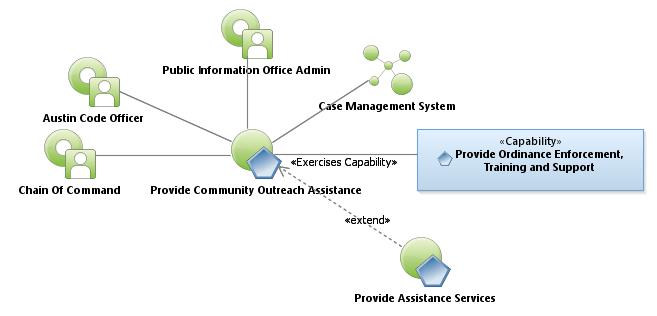 Public Information Office Admin
Case Management System
Austin Code Officer
«Capability»
Provide Ordinance Enforcement,
Training and Support
«Exercises Capability»
Chain Of Command
Provide Community Outreach Assistance
«extend»
Provide Assistance Services